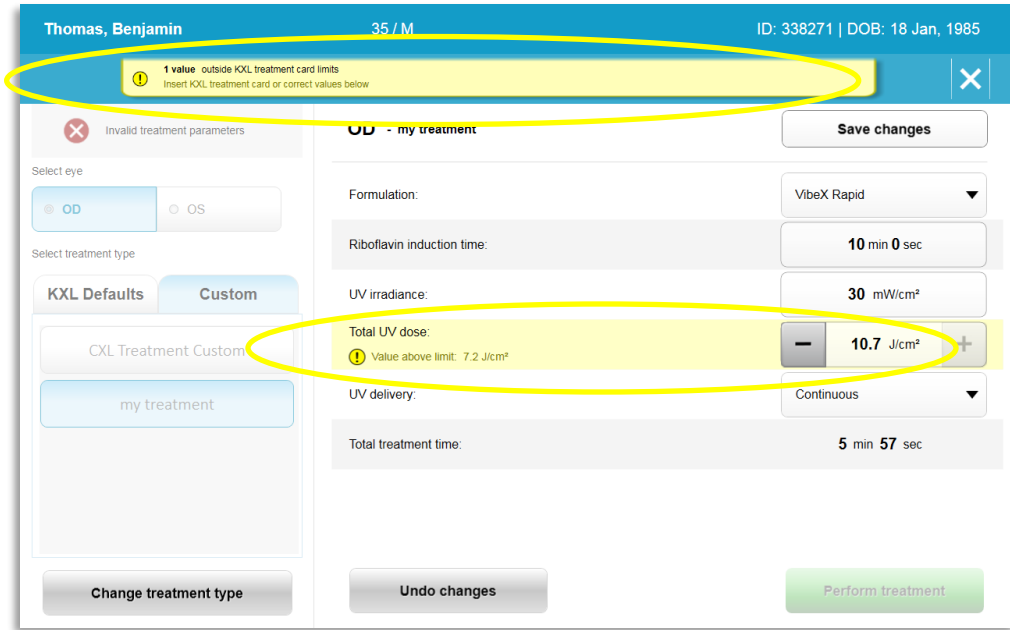 Thomas, Benjamin 35 / M ID: 338271 | DOB: 18 Jan, 1985
1 value outside KXL treatment card limits
Insert KXL treatment card or correct values below
Invalid treatment parameters
Select eye
OD OS
Select treatment type
KXL Defaults Custom
CXL Treatment Custom
my treatment
Change treatment type
OD - my treatment Save changes
Formulation: VibeX Rapid
Riboflavin induction time: 10 min 0 sec
UV irradiance: 30 mW/cm²
Total UV dose: 10.7 J/cm²
Value above limit: 7.2 J/cm²
UV delivery: Continuous
Total treatment time: 5 min 57 sec
Undo changes Perform treatment